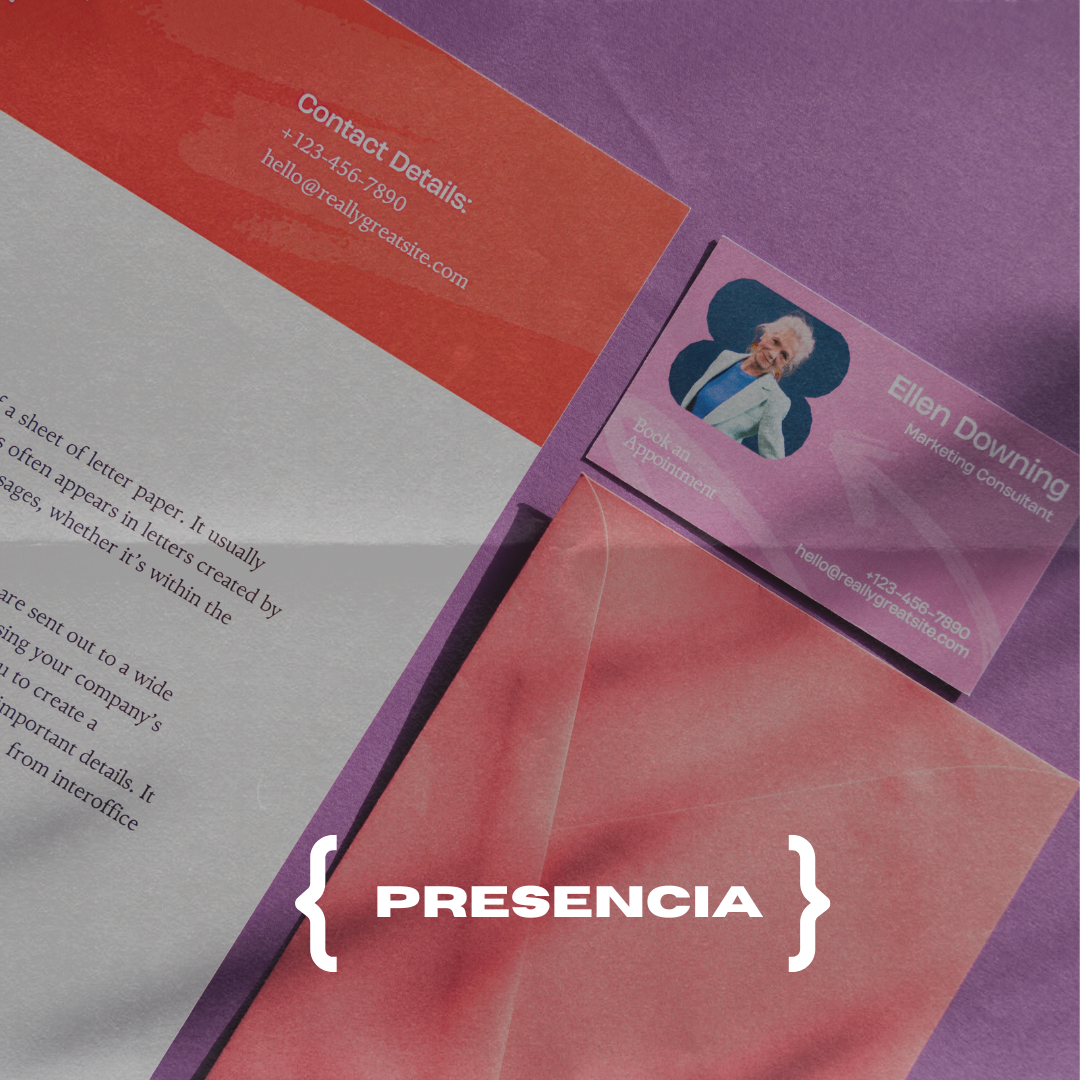 Contact Details:
+123-456-7890
hello@reallygreatsite.com
a sheet of letter paper. It usually
often appears in letters created by
whether it's within the
are sent out to a wide
using your company's
to create a
important details. It
from interoffice
Ellen Downing
Marketing Consultant
Book an
Appointment
+123-456-7890
hello@reallygreatsite.com
{ PRESENCIA }